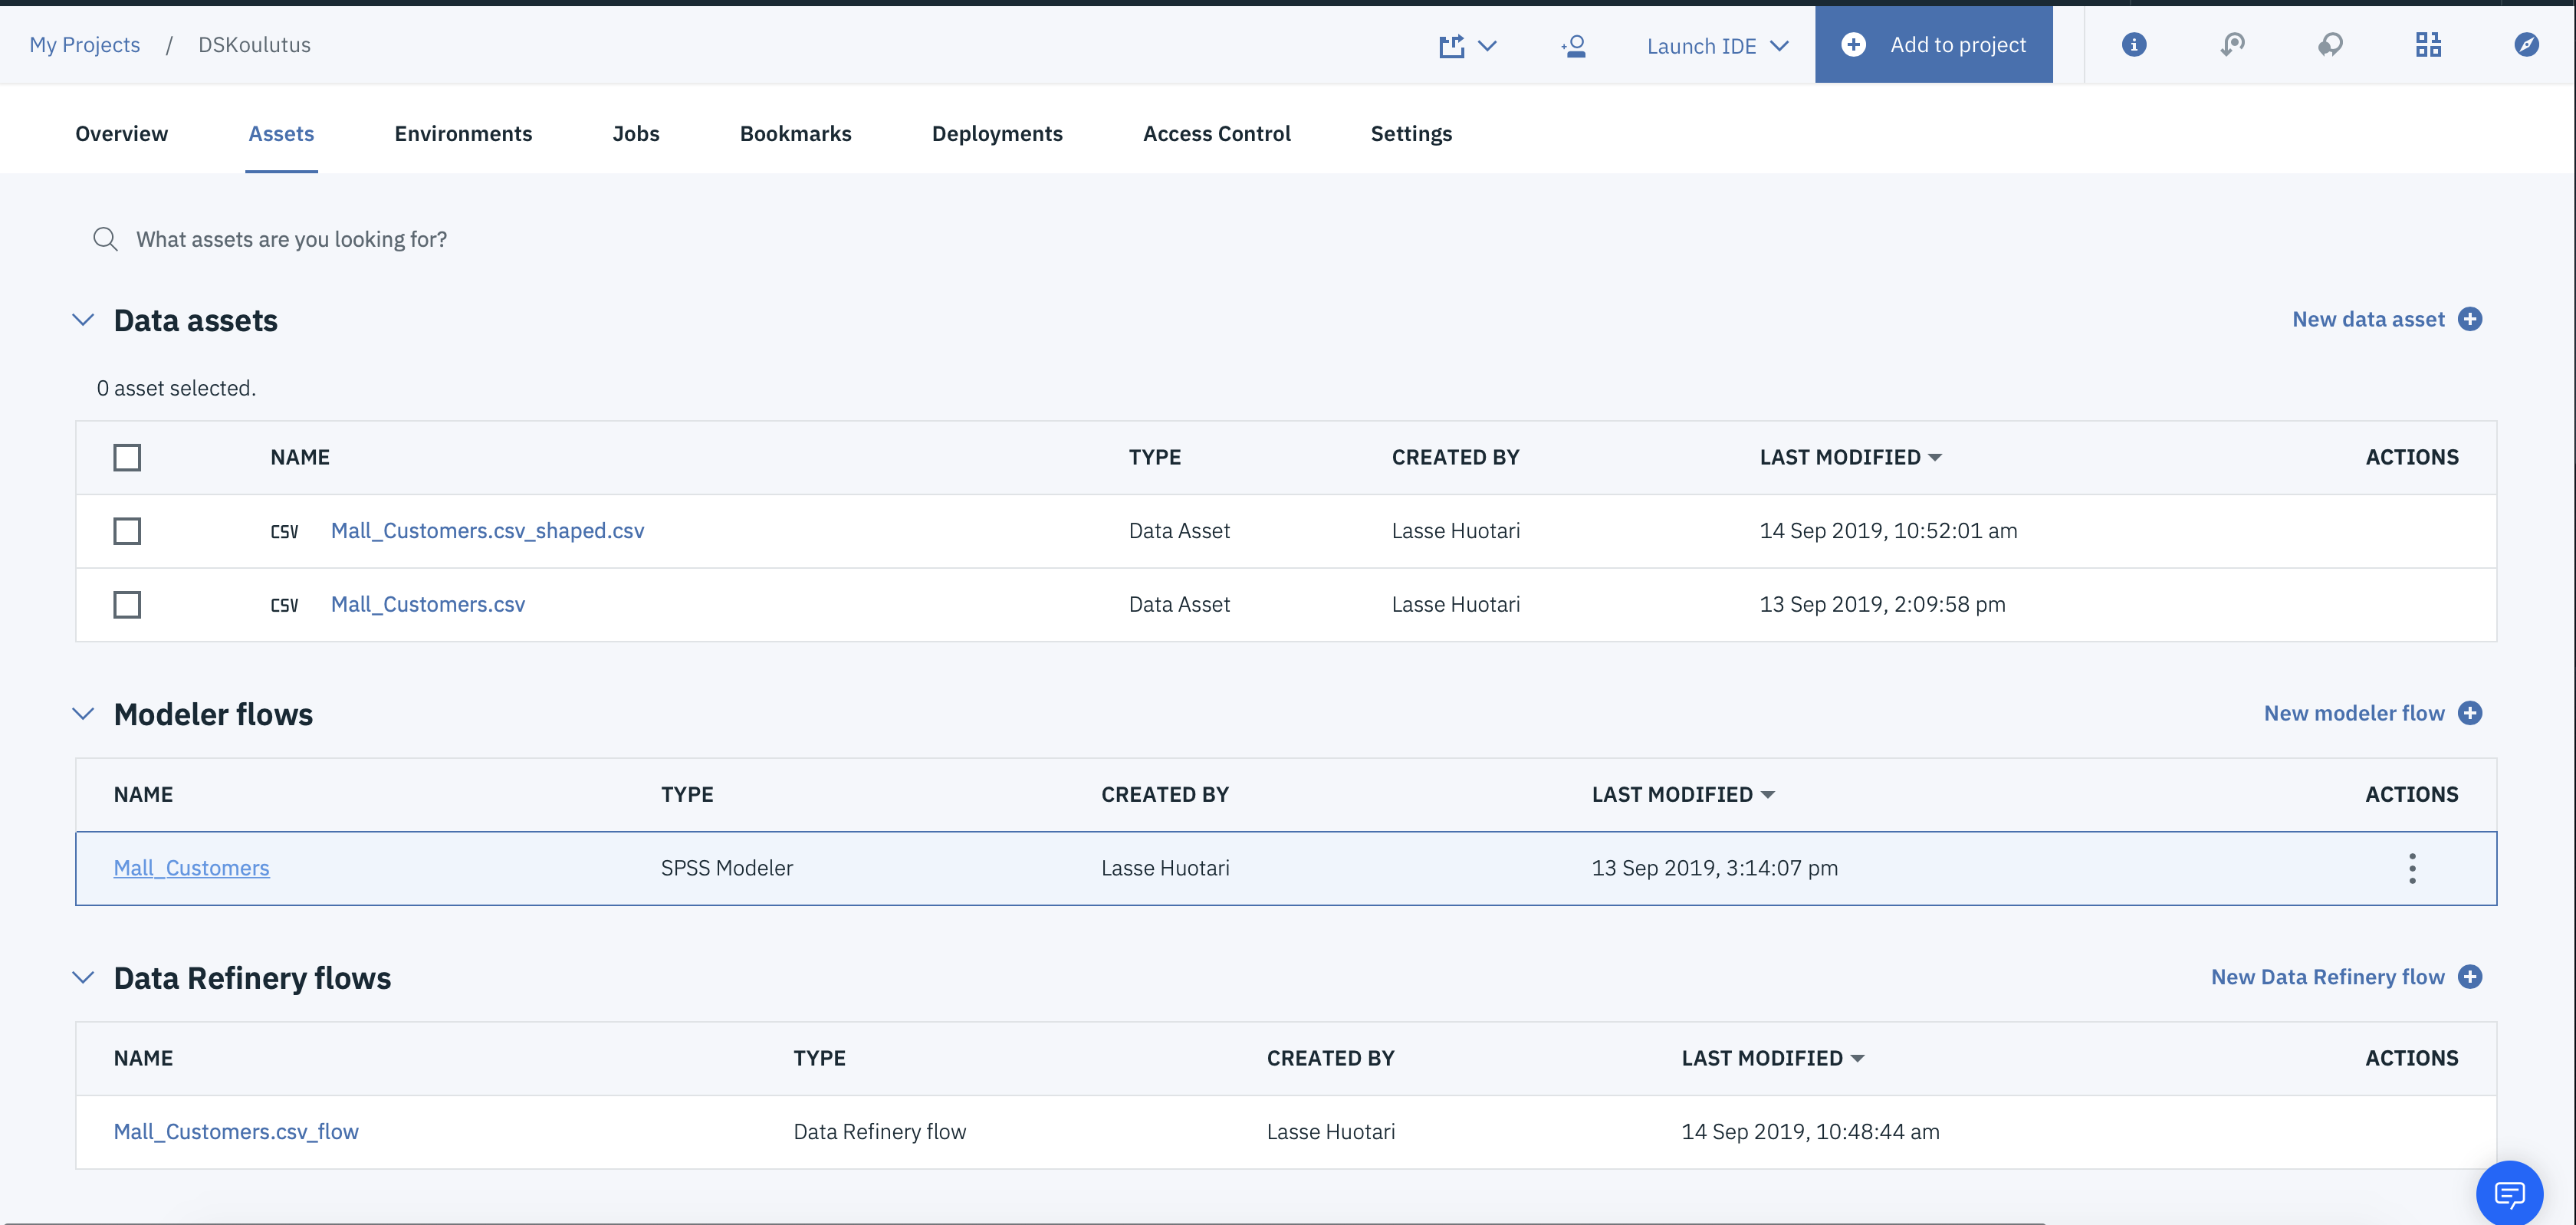 My Projects / DSKoulutus Launch IDE Add to project
Overview Assets Environments Jobs Bookmarks Deployments Access Control Settings
What assets are you looking for?
Data assets New data asset
0 asset selected.
NAME TYPE CREATED BY LAST MODIFIED ACTIONS
CSV Mall_Customers.csv_shaped.csv Data Asset Lasse Huotari 14 Sep 2019, 10:52:01 am
CSV Mall_Customers.csv Data Asset Lasse Huotari 13 Sep 2019, 2:09:58 pm
Modeler flows New modeler flow
NAME TYPE CREATED BY LAST MODIFIED ACTIONS
Mall_Customers SPSS Modeler Lasse Huotari 13 Sep 2019, 3:14:07 pm
Data Refinery flows New Data Refinery flow
NAME TYPE CREATED BY LAST MODIFIED ACTIONS
Mall_Customers.csv_flow Data Refinery flow Lasse Huotari 14 Sep 2019, 10:48:44 am